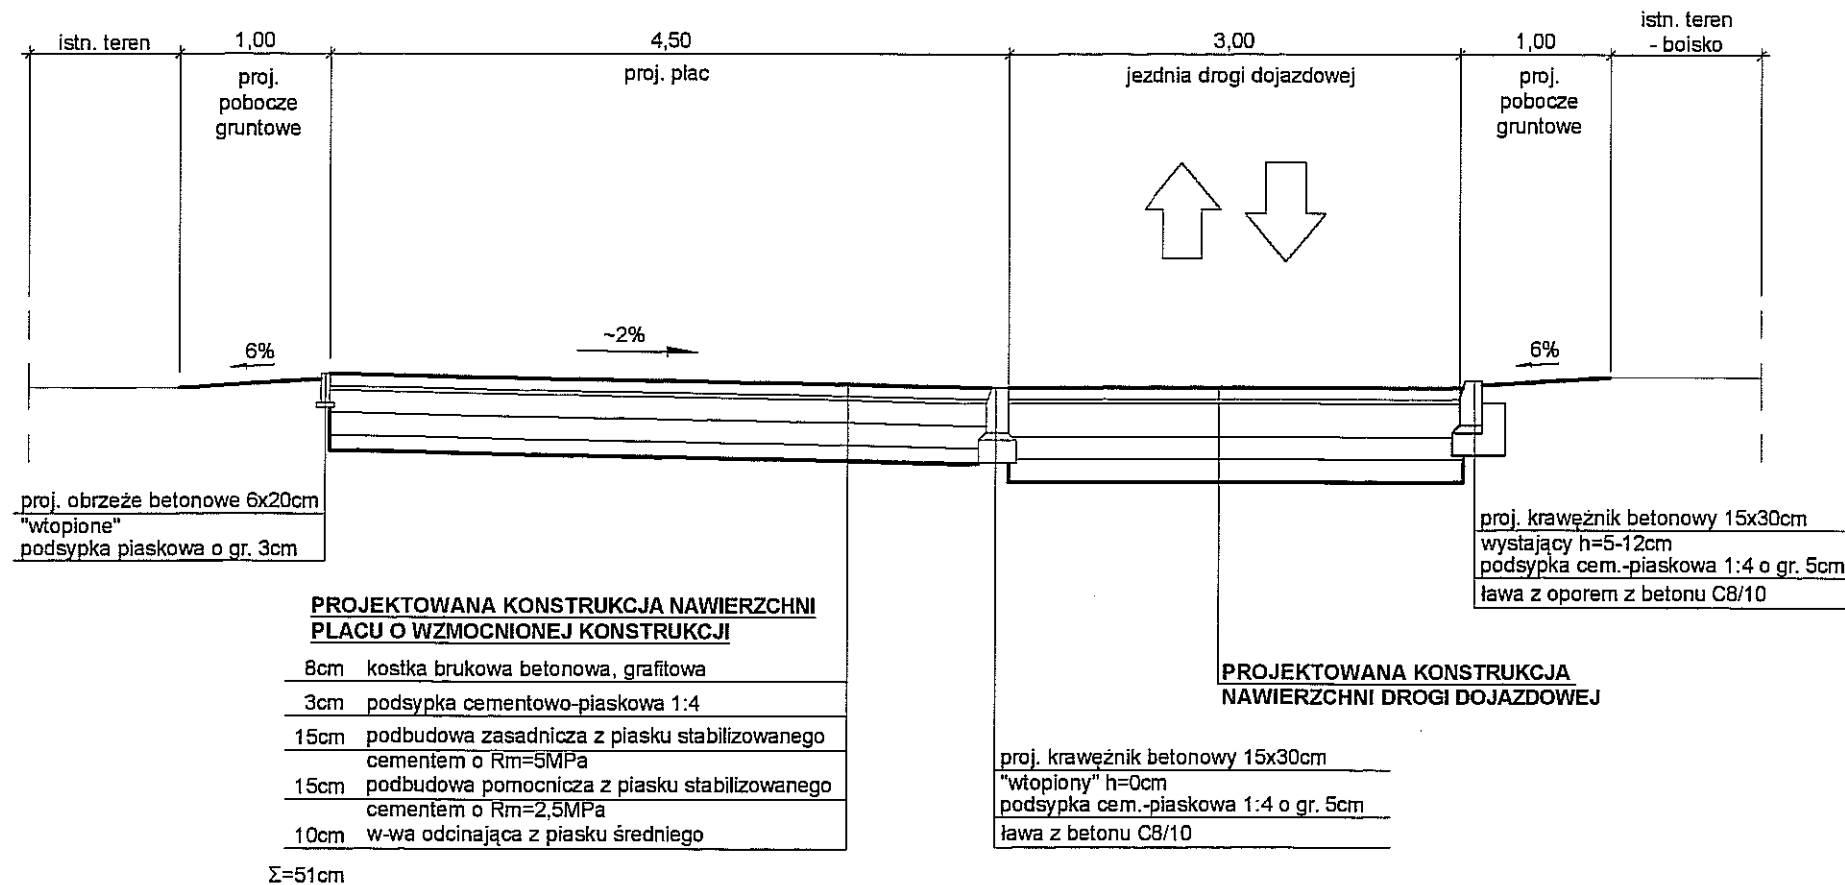 istn. teren
1,00
4,50
3,00
1,00
istn. teren
- boisko
proj.
pobocze
gruntowe
proj. plac
jezdnia drogi dojazdowej
proj.
pobocze
gruntowe
6%
~2%
6%
proj. obrzeże betonowe 6x20cm
"wtopione"
podsypka piaskowa o gr. 3cm
proj. krawężnik betonowy 15x30cm
wystający h=5-12cm
podsypka cem.-piaskowa 1:4 o gr. 5cm
ława z oporem z betonu C8/10
PROJEKTOWANA KONSTRUKCJA NAWIERZCHNI
PLACU O WZMOCNIONEJ KONSTRUKCJI
8cm kostka brukowa betonowa, grafitowa
3cm podsypka cementowo-piaskowa 1:4
15cm podbudowa zasadnicza z piasku stabilizowanego
cementem o Rm=5MPa
15cm podbudowa pomocnicza z piasku stabilizowanego
cementem o Rm=2,5MPa
10cm w-wa odcinająca z piasku średniego
Σ=51cm
PROJEKTOWANA KONSTRUKCJA
NAWIERZCHNI DROGI DOJAZDOWEJ
proj. krawężnik betonowy 15x30cm
"wtopiony" h=0cm
podsypka cem.-piaskowa 1:4 o gr. 5cm
ława z betonu C8/10